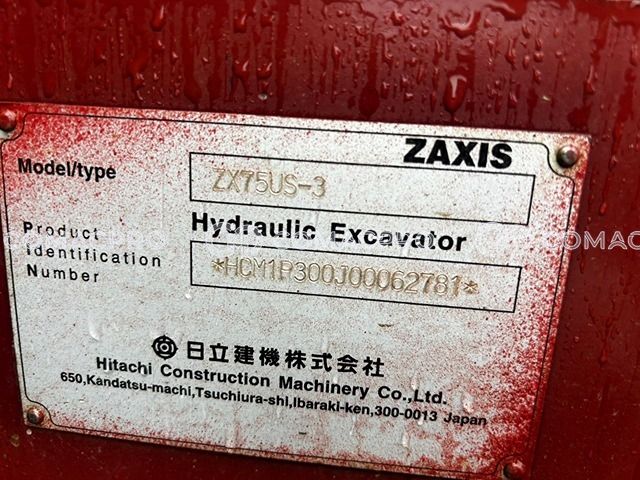 ZAXIS
Model/type ZX75US-3
Hydraulic Excavator
Product
Identification
Number
*HCM1P300J00062781*
日立建機株式会社
Hitachi Construction Machinery Co.,Ltd.
650,Kandatsu-machi,Tsuchiura-shi,Ibaraki-ken,300-0013 Japan